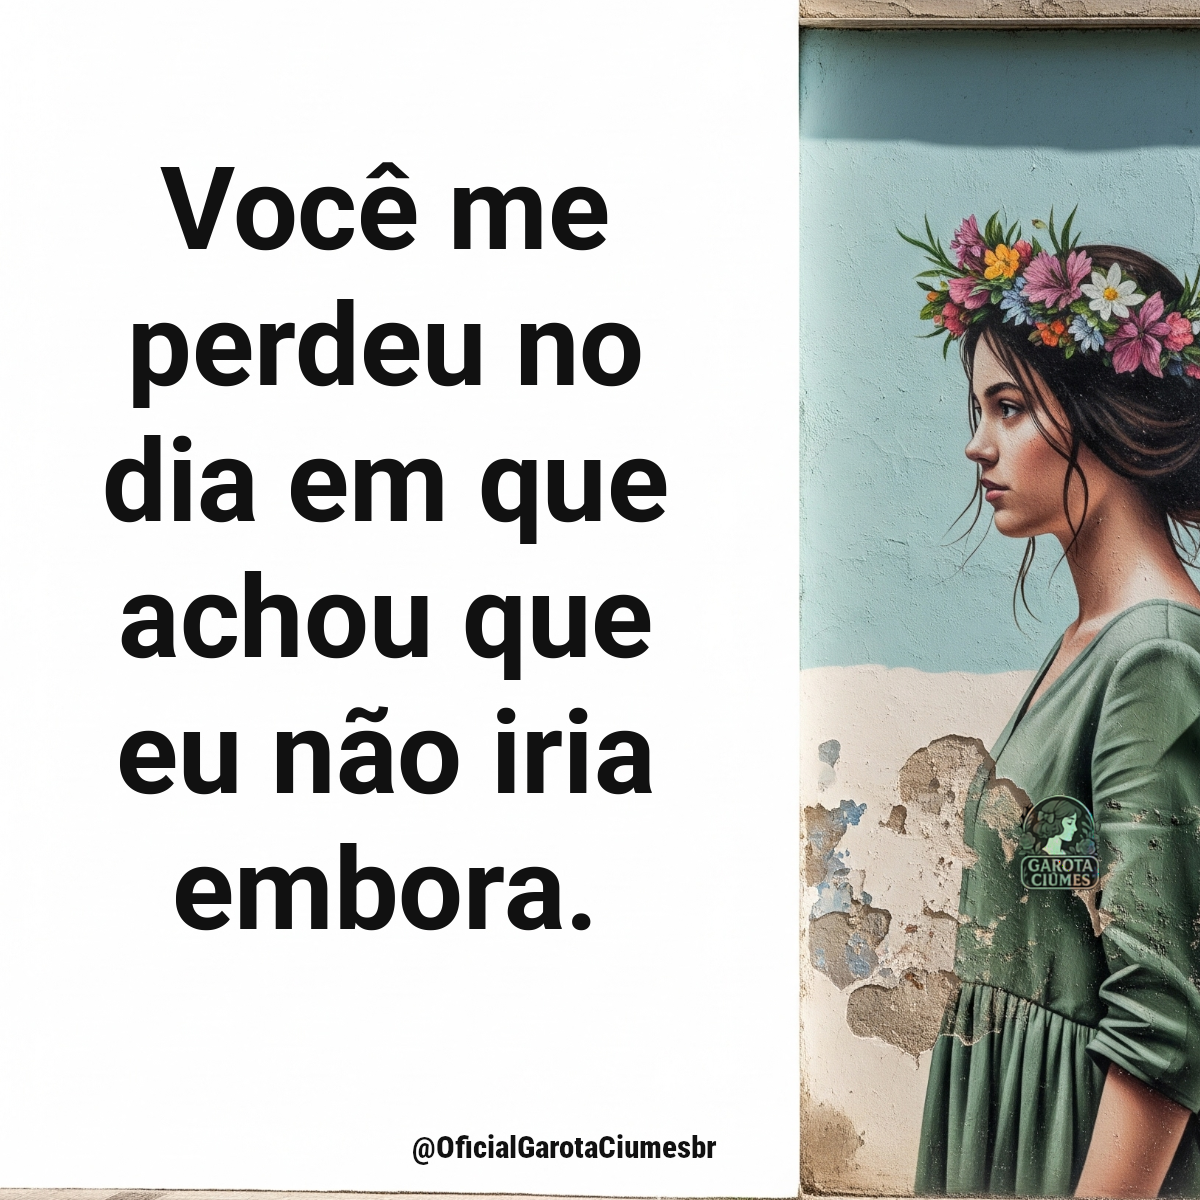 Você me
perdeu no
dia em que
achou que
eu não iria
embora.
@OficialGarotaCiumesbr
GAROTA
CIÚMES